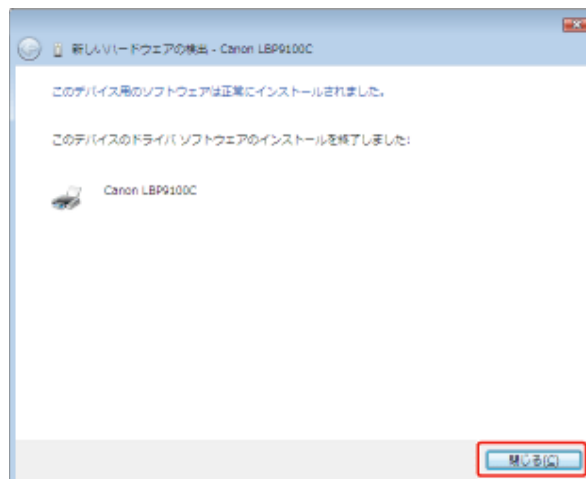 新しいハードウェアの検出 - Canon LBP9100C
このデバイス用のソフトウェアは正常にインストールされました。
このデバイスのドライバ ソフトウェアのインストールを終了しました:
Canon LBP9100C
閉じる(C)